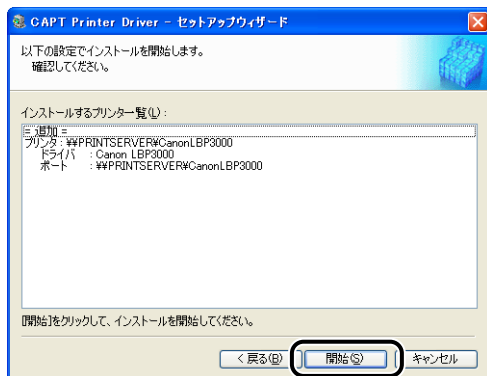 CAPT Printer Driver - セットアップウィザード
以下の設定でインストールを開始します。
確認してください。
インストールするプリンター覧(L):
= 追加 =
プリンタ : ¥¥PRINTSERVER¥CanonLBP3000
ドライバ : Canon LBP3000
ポート : ¥¥PRINTSERVER¥CanonLBP3000
[開始]をクリックして、インストールを開始してください。
< 戻る(B) 開始(S) キャンセル